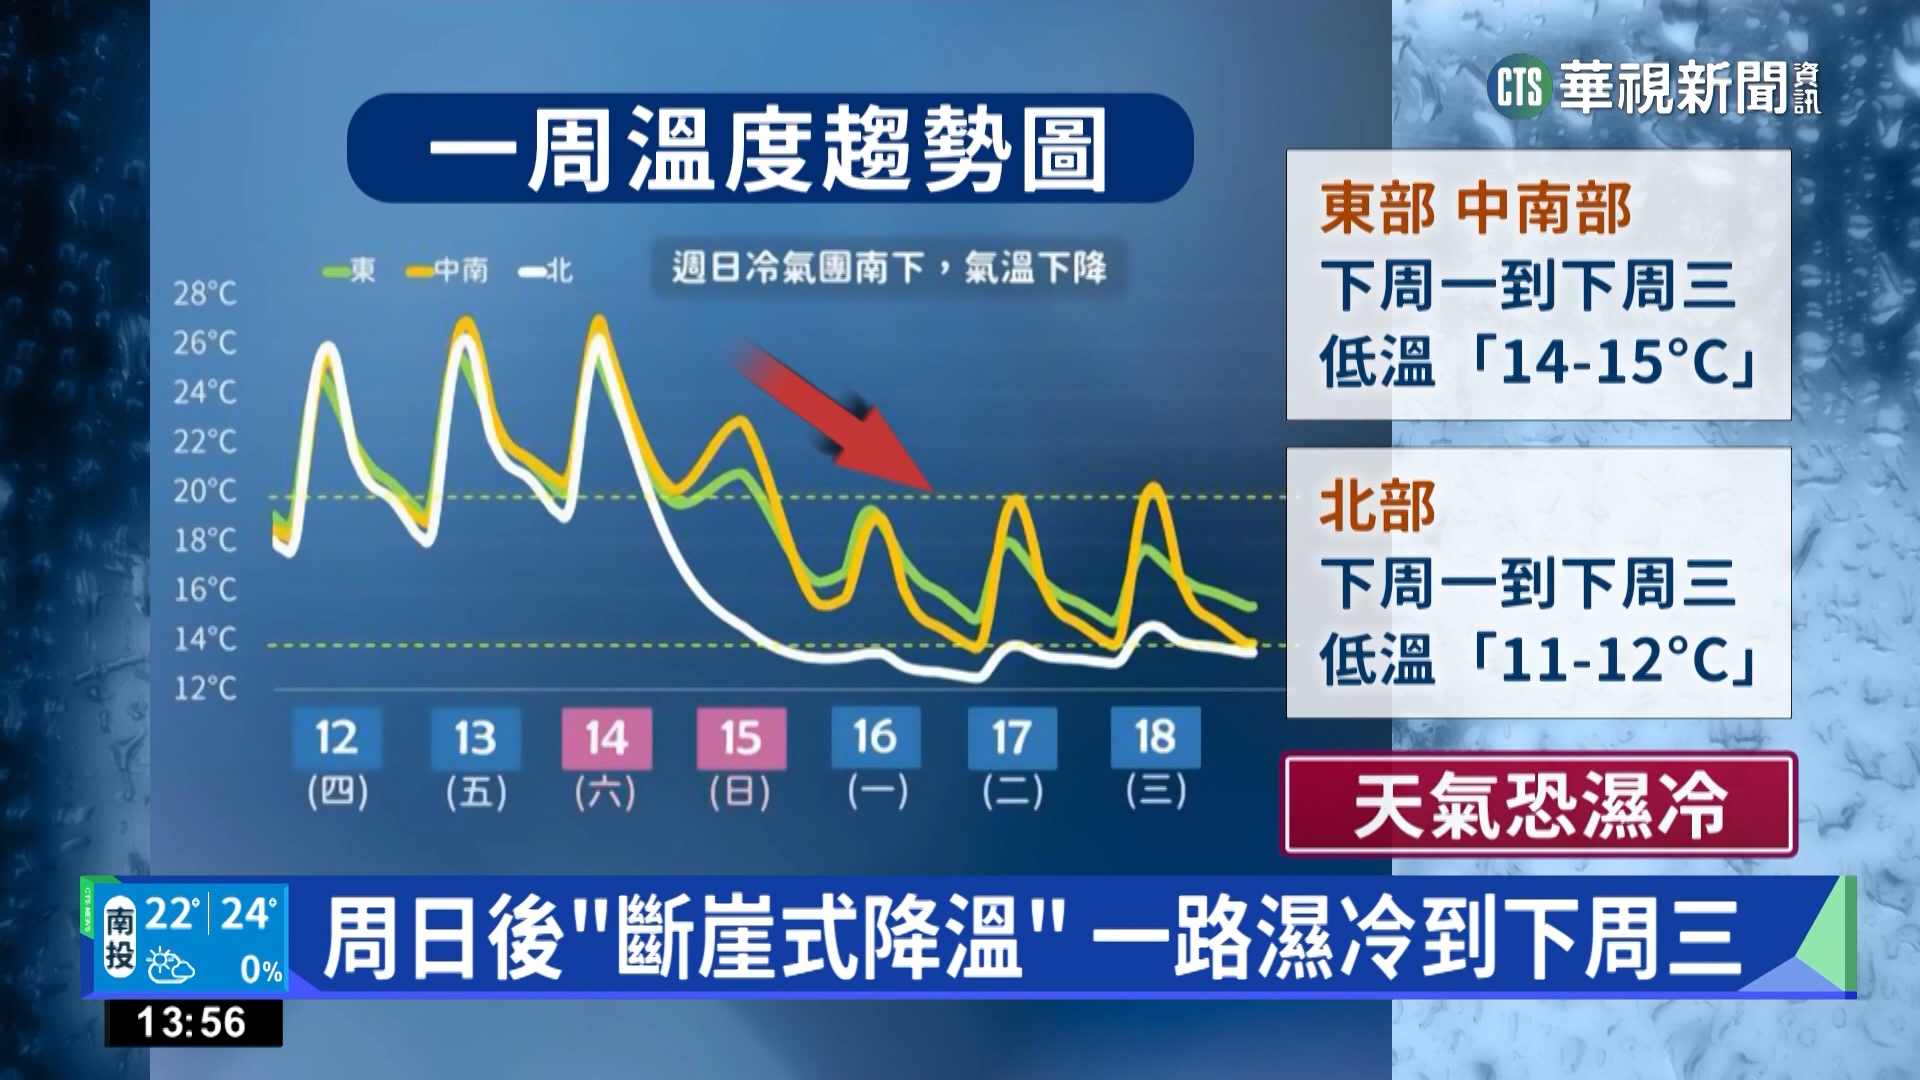 CTS 華視新聞資訊
一周溫度趨勢圖
東 中南 北
週日冷氣團南下，氣溫下降
28°C
26°C
24°C
22°C
20°C
18°C
16°C
14°C
12°C
12 13 14 15 16 17 18
(四) (五) (六) (日) (一) (二) (三)
東部 中南部
下周一到下周三
低溫「14-15°C」
北部
下周一到下周三
低溫「11-12°C」
天氣恐濕冷
CTS NEWS
南投
22° 24°
0%
周日後"斷崖式降溫" 一路濕冷到下周三
13:56